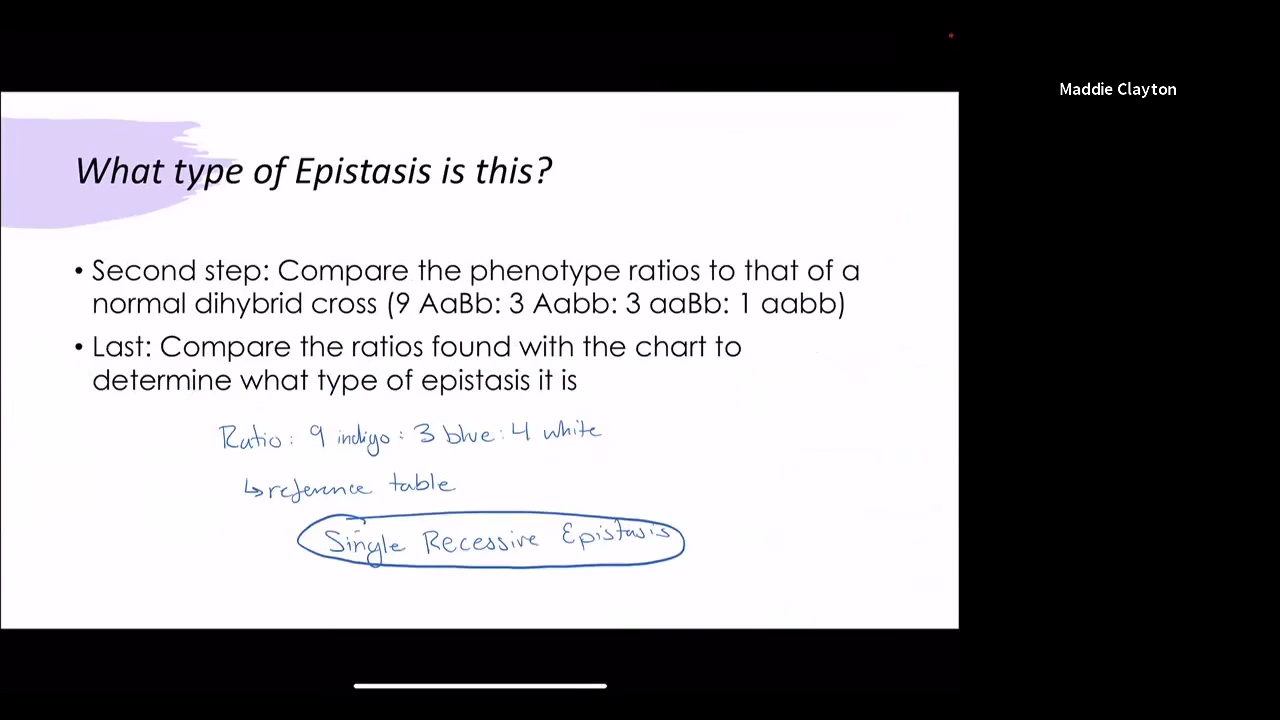 Maddie Clayton
What type of Epistasis is this?
• Second step: Compare the phenotype ratios to that of a
normal dihybrid cross (9 AaBb: 3 Aabb: 3 aaBb: 1 aabb)
• Last: Compare the ratios found with the chart to
determine what type of epistasis it is
Ratio: 9 indigo: 3 blue: 4 white
↳reference table
Single Recessive Epistasis